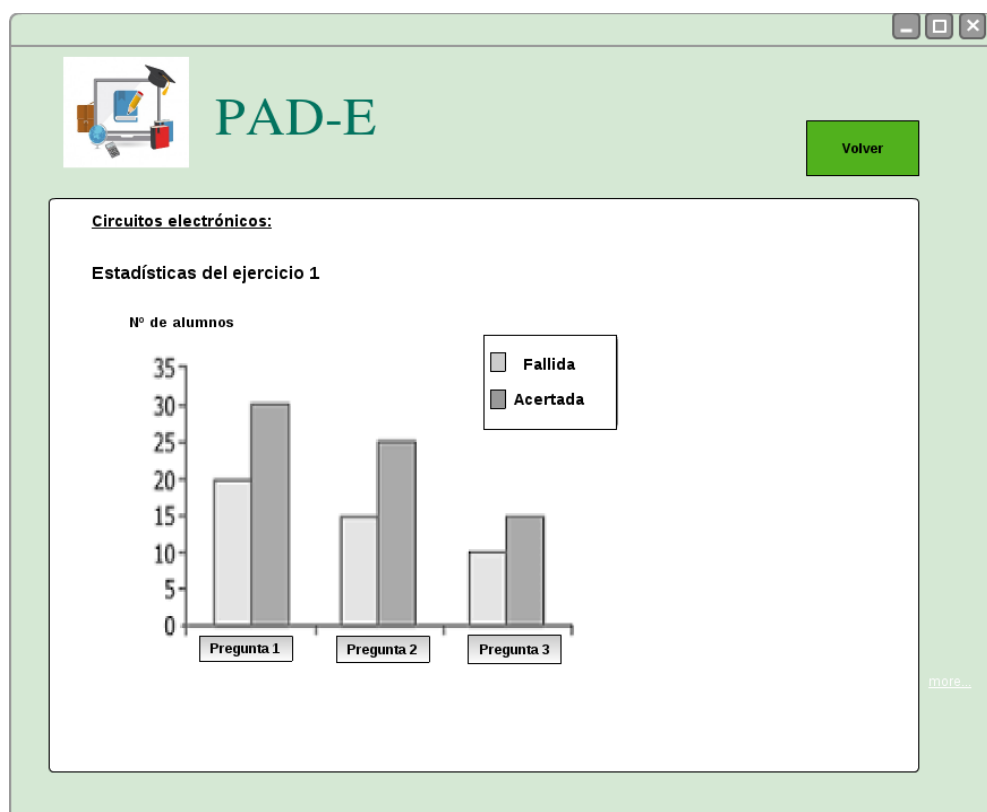 PAD-E
Volver
Circuitos electrónicos:
Estadísticas del ejercicio 1
Nº de alumnos
Fallida
Acertada
35
30
25
20
15
10
5
0
Pregunta 1
Pregunta 2
Pregunta 3
more...